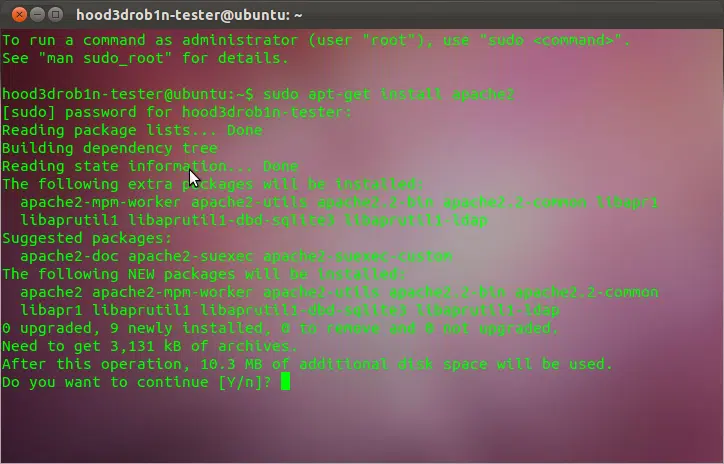 hood3drob1n-tester@ubuntu: ~
To run a command as administrator (user "root"), use "sudo <command>".
See "man sudo_root" for details.
hood3drob1n-tester@ubuntu:~$ sudo apt-get install apache2
[sudo] password for hood3drob1n-tester:
Reading package lists... Done
Building dependency tree
Reading state information... Done
The following extra packages will be installed:
  apache2-mpm-worker apache2-utils apache2.2-bin apache2.2-common libapr1
  libaprutil1 libaprutil1-dbd-sqlite3 libaprutil1-ldap
Suggested packages:
  apache2-doc apache2-suexec apache2-suexec-custom
The following NEW packages will be installed:
  apache2 apache2-mpm-worker apache2-utils apache2.2-bin apache2.2-common
  libapr1 libaprutil1 libaprutil1-dbd-sqlite3 libaprutil1-ldap
0 upgraded, 9 newly installed, 0 to remove and 0 not upgraded.
Need to get 3,131 kB of archives.
After this operation, 10.3 MB of additional disk space will be used.
Do you want to continue [Y/n]?